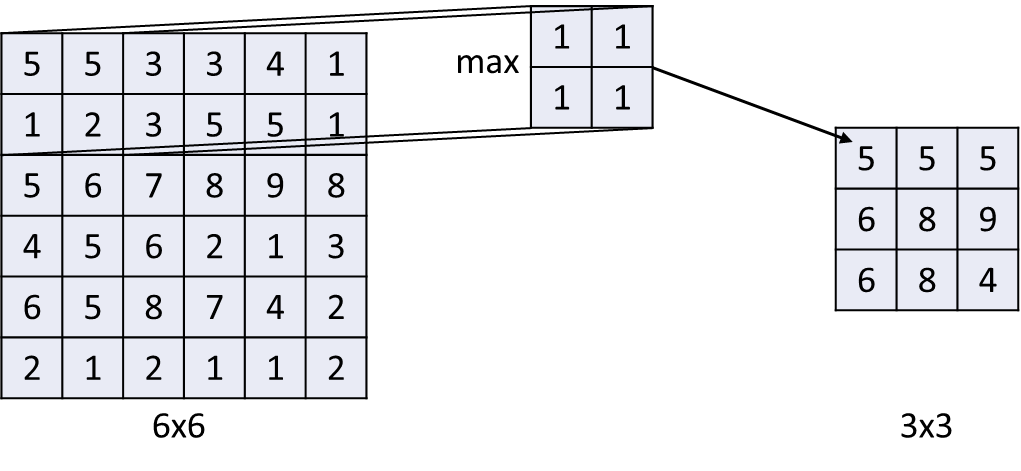 5 5 3 3 4 1
1 2 3 5 5 1
5 6 7 8 9 8
4 5 6 2 1 3
6 5 8 7 4 2
2 1 2 1 1 2
6x6
max
1 1
1 1
5 5 5
6 8 9
6 8 4
3x3